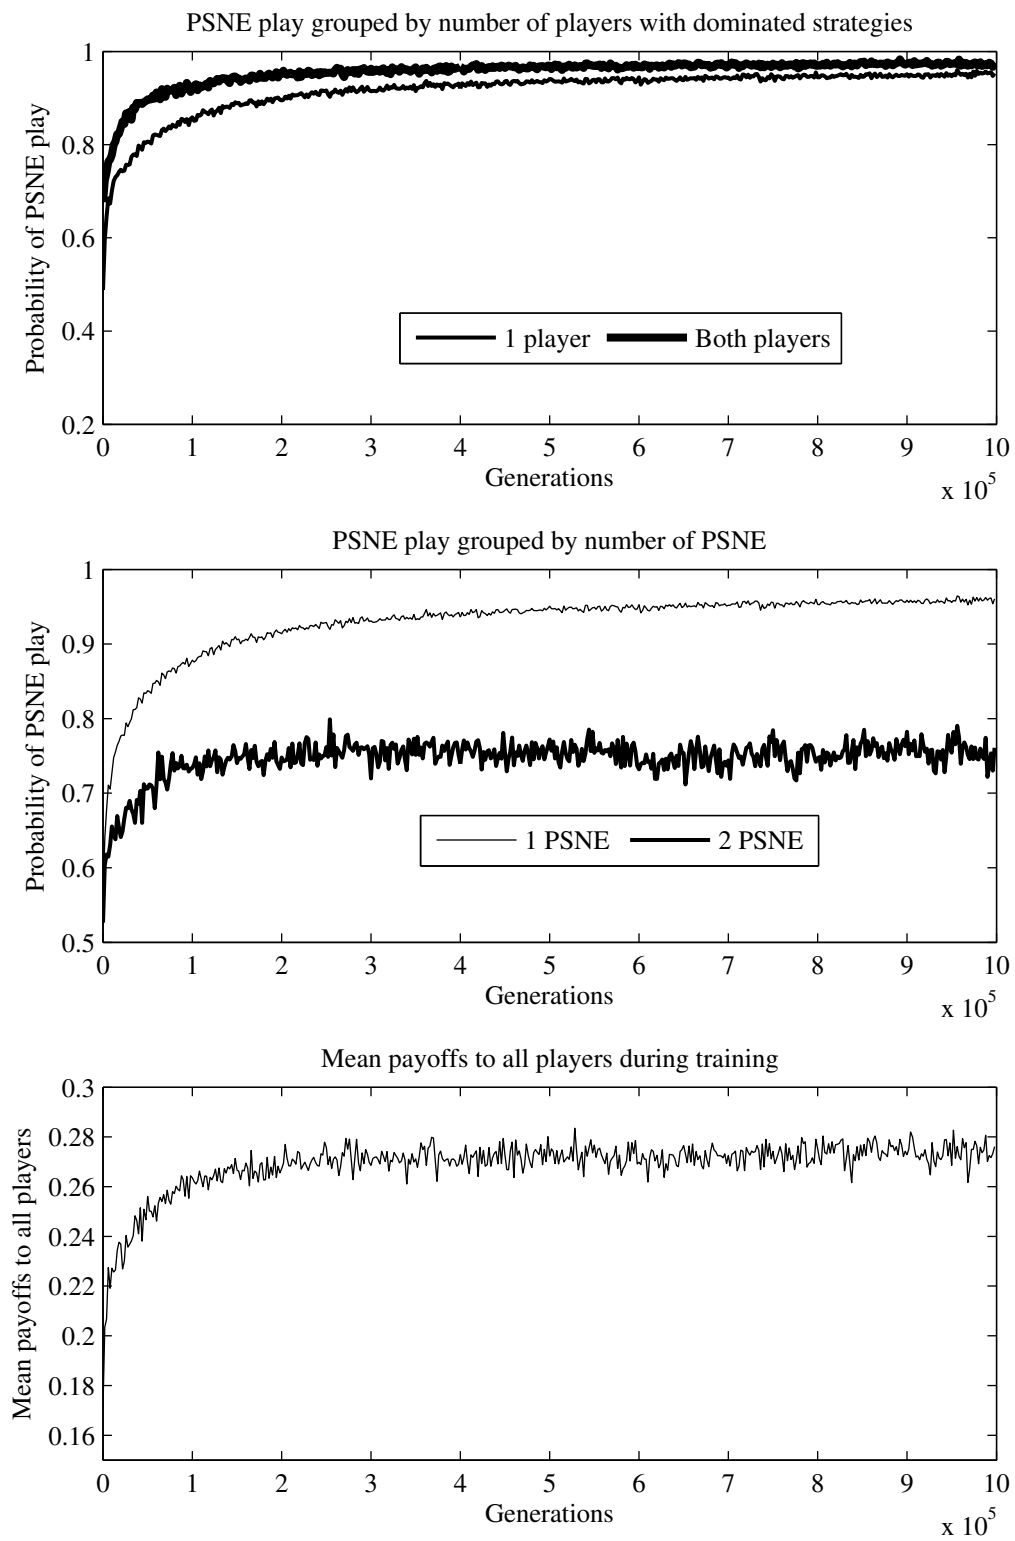 PSNE play grouped by number of players with dominated strategies
Probability of PSNE play
1
0.8
0.6
0.4
0.2
1 player Both players
0 1 2 3 4 5 6 7 8 9 10
Generations
x 10^5
PSNE play grouped by number of PSNE
Probability of PSNE play
1
0.9
0.8
0.7
0.6
0.5
1 PSNE 2 PSNE
0 1 2 3 4 5 6 7 8 9 10
Generations
x 10^5
Mean payoffs to all players during training
Mean payoffs to all players
0.3
0.28
0.26
0.24
0.22
0.2
0.18
0.16
0 1 2 3 4 5 6 7 8 9 10
Generations
x 10^5